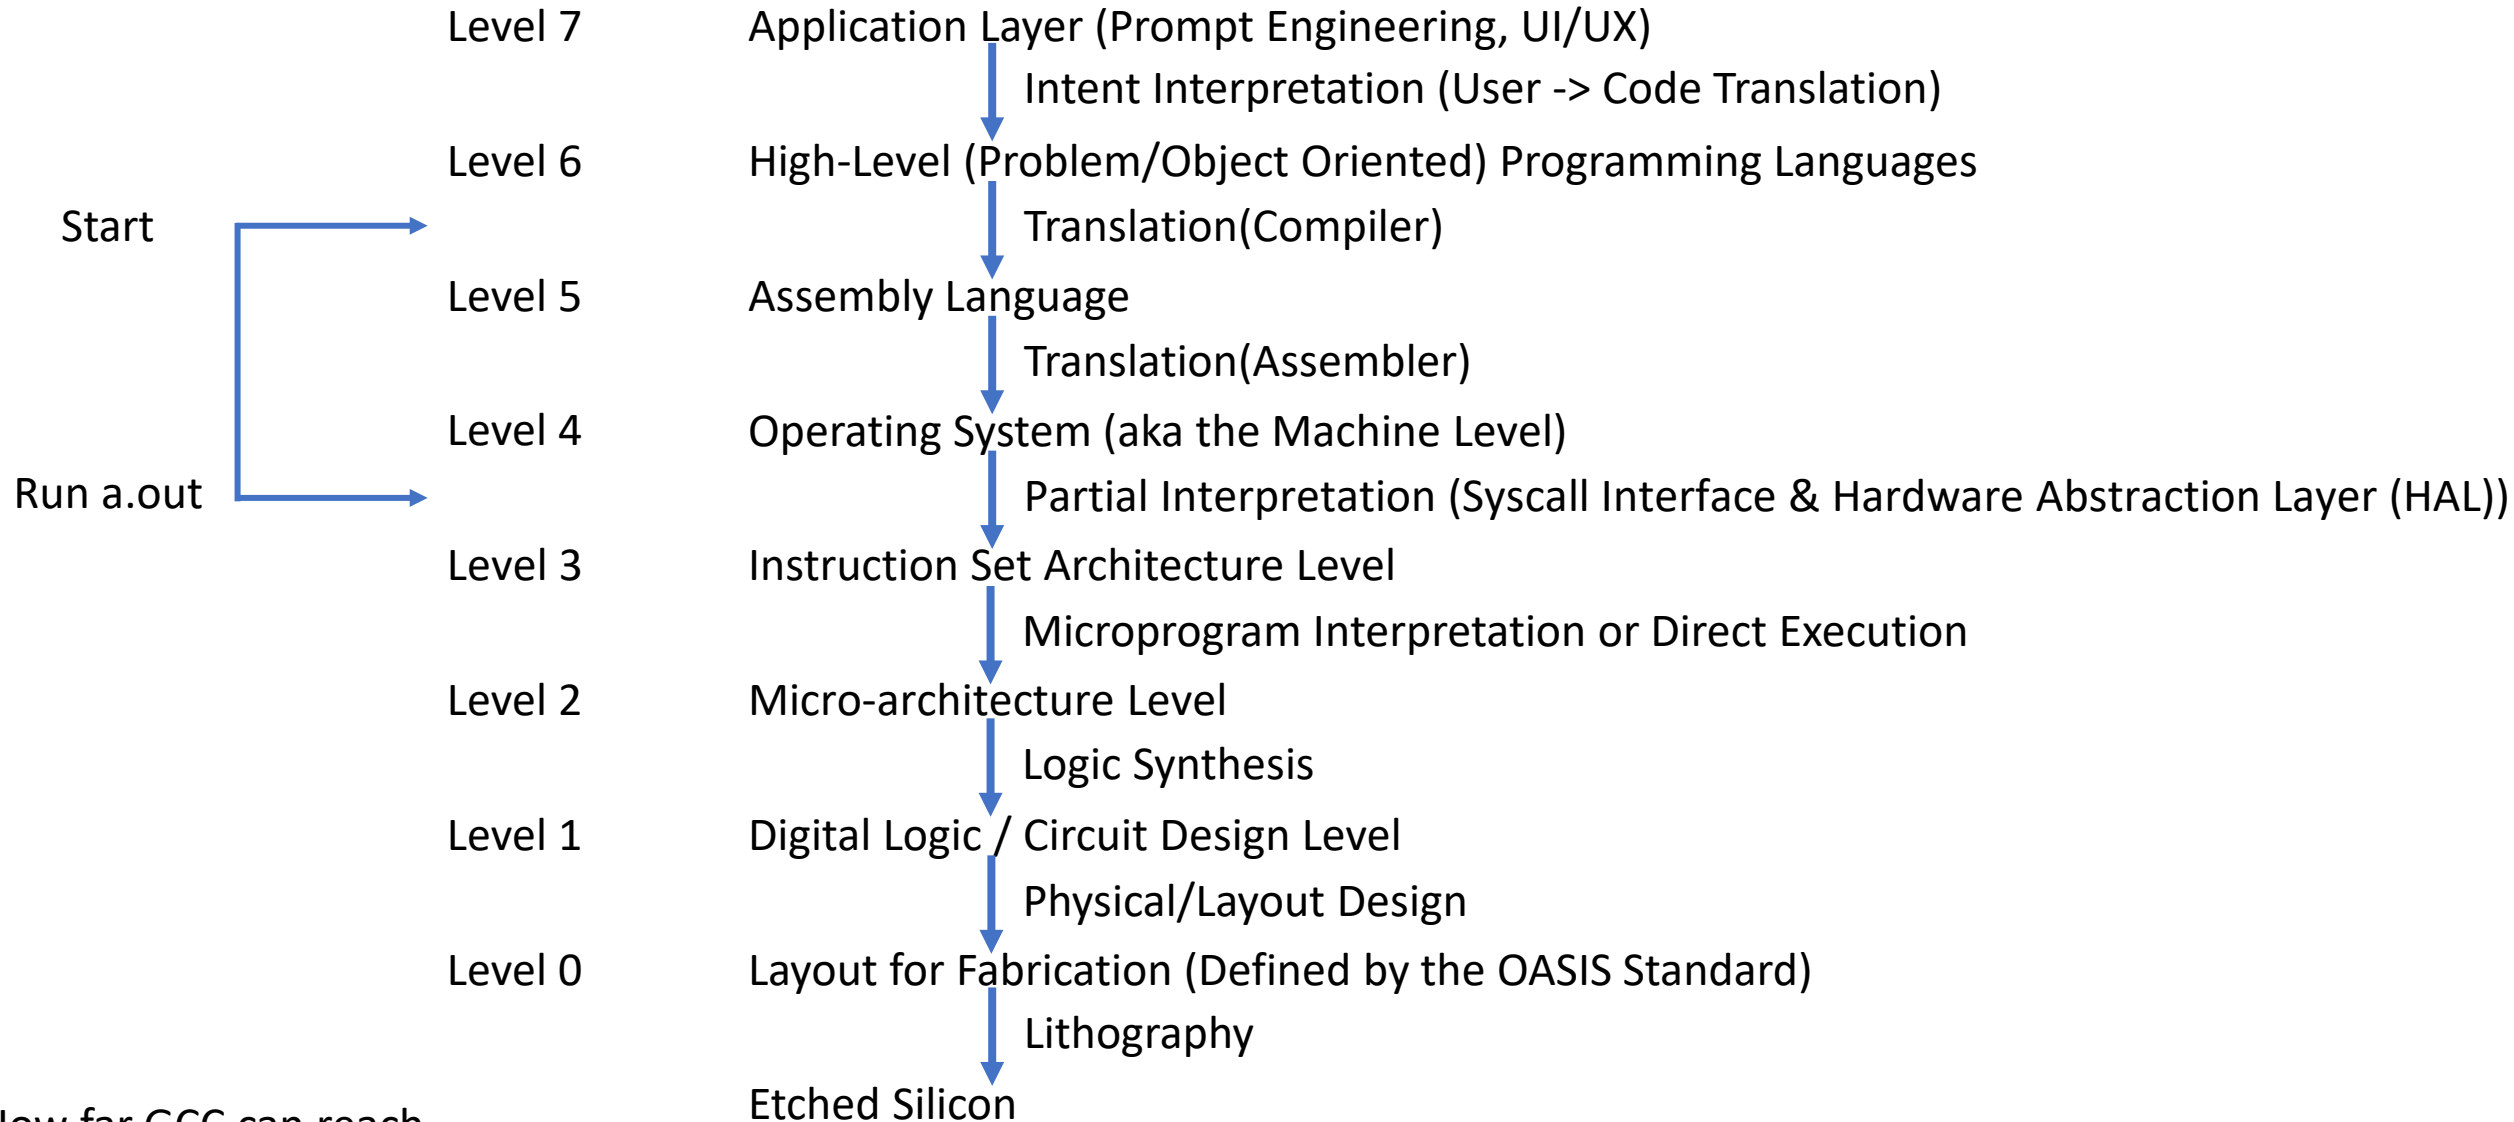 Level 7 Application Layer (Prompt Engineering, UI/UX)
Intent Interpretation (User -> Code Translation)
Level 6 High-Level (Problem/Object Oriented) Programming Languages
Start Translation(Compiler)
Level 5 Assembly Language
Translation(Assembler)
Level 4 Operating System (aka the Machine Level)
Run a.out Partial Interpretation (Syscall Interface & Hardware Abstraction Layer (HAL))
Level 3 Instruction Set Architecture Level
Microprogram Interpretation or Direct Execution
Level 2 Micro-architecture Level
Logic Synthesis
Level 1 Digital Logic / Circuit Design Level
Physical/Layout Design
Level 0 Layout for Fabrication (Defined by the OASIS Standard)
Lithography
Etched Silicon
far GCC can reach